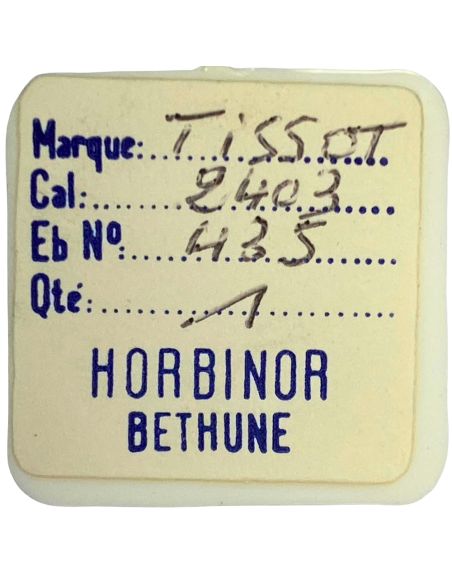 Marque: TiSSOT
Cal: 2403
Eb Nº: 435
Qté: 1
HORBINOR
BETHUNE